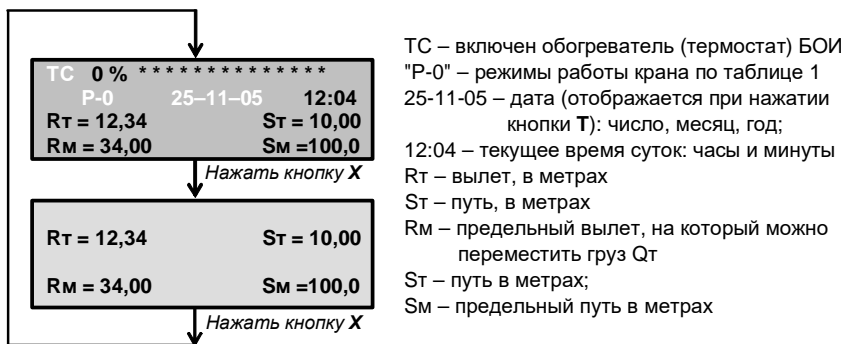 ТС 0 % * * * * * * * * * * * * * *
Р-0 25–11–05 12:04
Rт = 12,34 Sт = 10,00
Rм = 34,00 Sм =100,0
Нажать кнопку Х
Rт = 12,34 Sт = 10,00
Rм = 34,00 Sм =100,0
Нажать кнопку Х
ТС – включен обогреватель (термостат) БОИ
"Р-0" – режимы работы крана по таблице 1
25-11-05 – дата (отображается при нажатии
кнопки Т): число, месяц, год;
12:04 – текущее время суток: часы и минуты
Rт – вылет, в метрах
Sт – путь, в метрах
Rм – предельный вылет, на который можно
переместить груз Qт
Sт – путь в метрах;
Sм – предельный путь в метрах